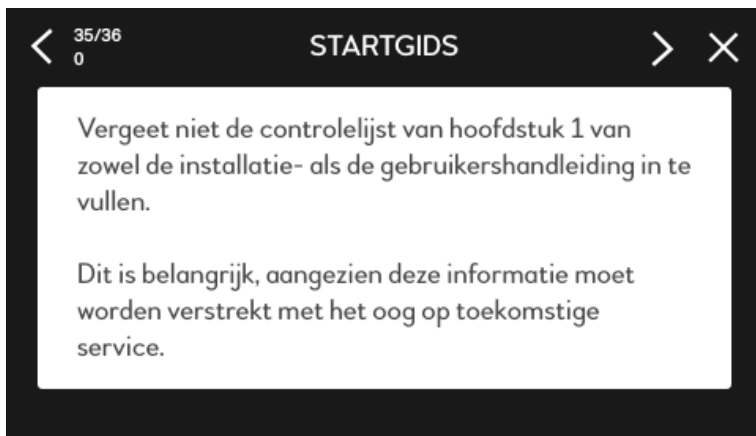 35/36
0
STARTGIDS
Vergeet niet de controlelijst van hoofdstuk 1 van
zowel de installatie- als de gebruikershandleiding in te
vullen.
Dit is belangrijk, aangezien deze informatie moet
worden verstrekt met het oog op toekomstige
service.